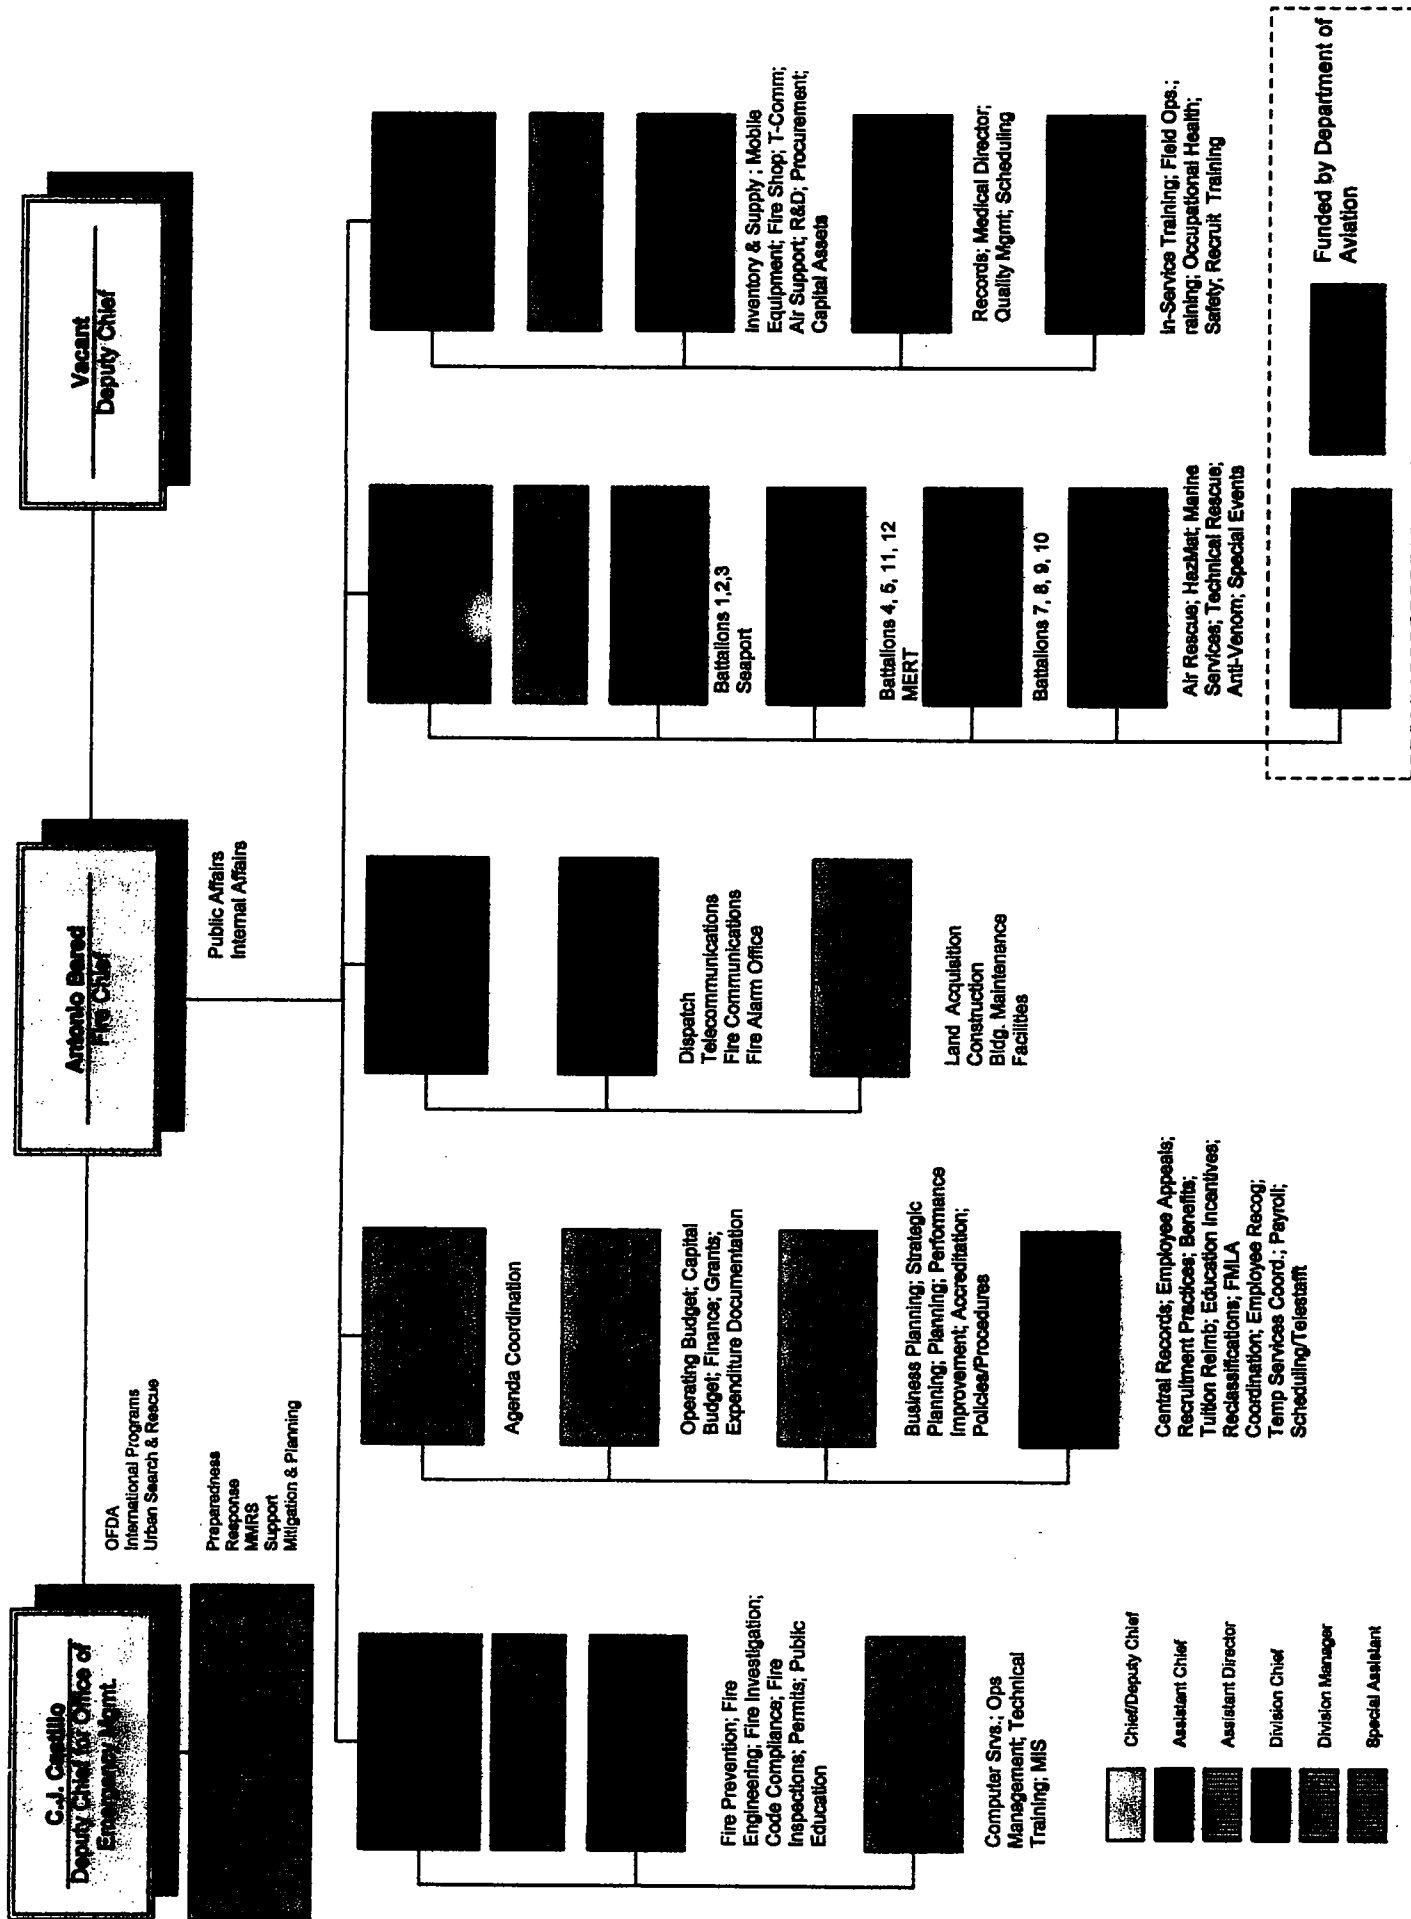 C.J. Castillo
Deputy Chief for Office of
Emergency Mgmt.
OFDA
International Programs
Urban Search & Rescue
Preparedness
Response
MMRS
Support
Mitigation & Planning
Antonio Bared
Fire Chief
Public Affairs
Internal Affairs
Vacant
Deputy Chief
Fire Prevention; Fire
Engineering; Fire Investigation;
Code Compliance; Fire
Inspections; Permits; Public
Education
Computer Srvs.; Ops
Management; Technical
Training; MIS
Agenda Coordination
Operating Budget; Capital
Budget; Finance; Grants;
Expenditure Documentation
Business Planning; Strategic
Planning; Planning; Performance
Improvement; Accreditation;
Policies/Procedures
Central Records; Employee Appeals;
Recruitment Practices; Benefits;
Tuition Reimb; Education Incentives;
Reclassifications; FMLA
Coordination; Employee Recog;
Temp Services Coord.; Payroll;
Scheduling/Telestafft
Dispatch
Telecommunications
Fire Communications
Fire Alarm Office
Land Acquisition
Construction
Bldg. Maintenance
Facilities
Battalions 1,2,3
Seaport
Battalions 4, 5, 11, 12
MERT
Battalions 7, 8, 9, 10
Air Rescue; HazMat; Marine
Services; Technical Rescue;
Anti-Venom; Special Events
Inventory & Supply ; Mobile
Equipment; Fire Shop; T-Comm;
Air Support; R&D; Procurement;
Capital Assets
Records; Medical Director;
Quality Mgmt; Scheduling
In-Service Training; Field Ops.;
raining; Occupational Health;
Safety; Recruit Training
Funded by Department of
Aviation
Chief/Deputy Chief
Assistant Chief
Assistant Director
Division Chief
Division Manager
Special Assistant